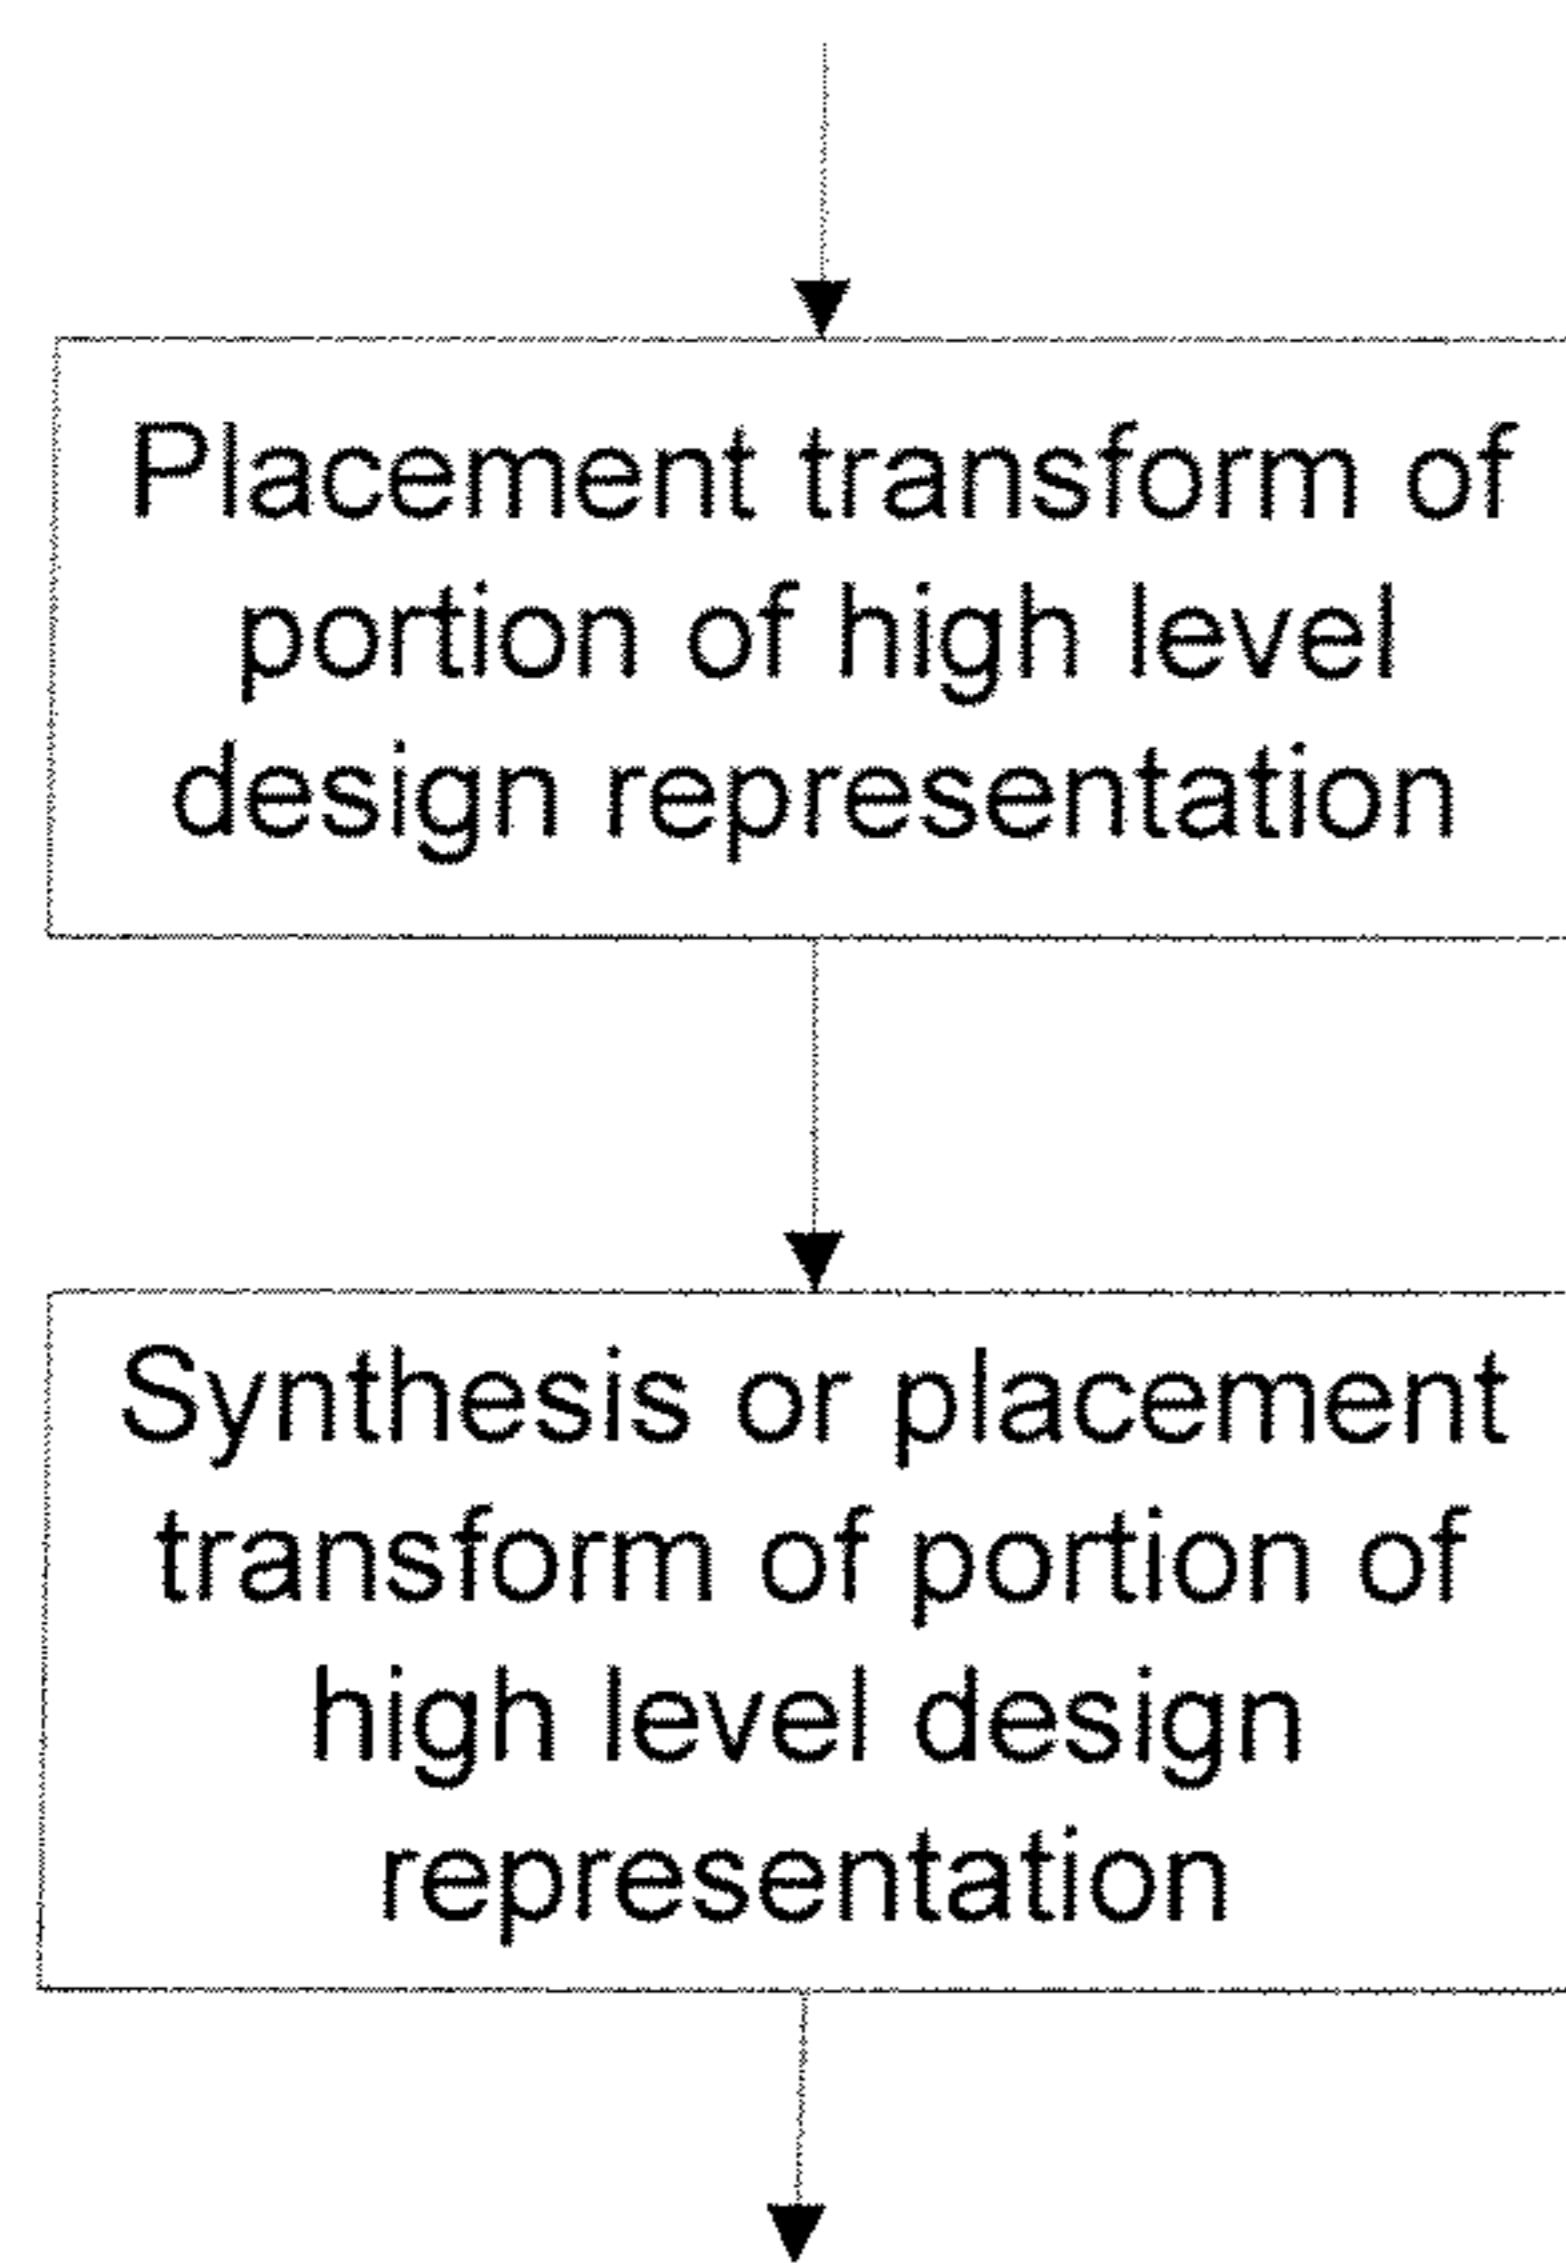 Placement transform of
portion of high level
design representation
Synthesis or placement
transform of portion of
high level design
representation